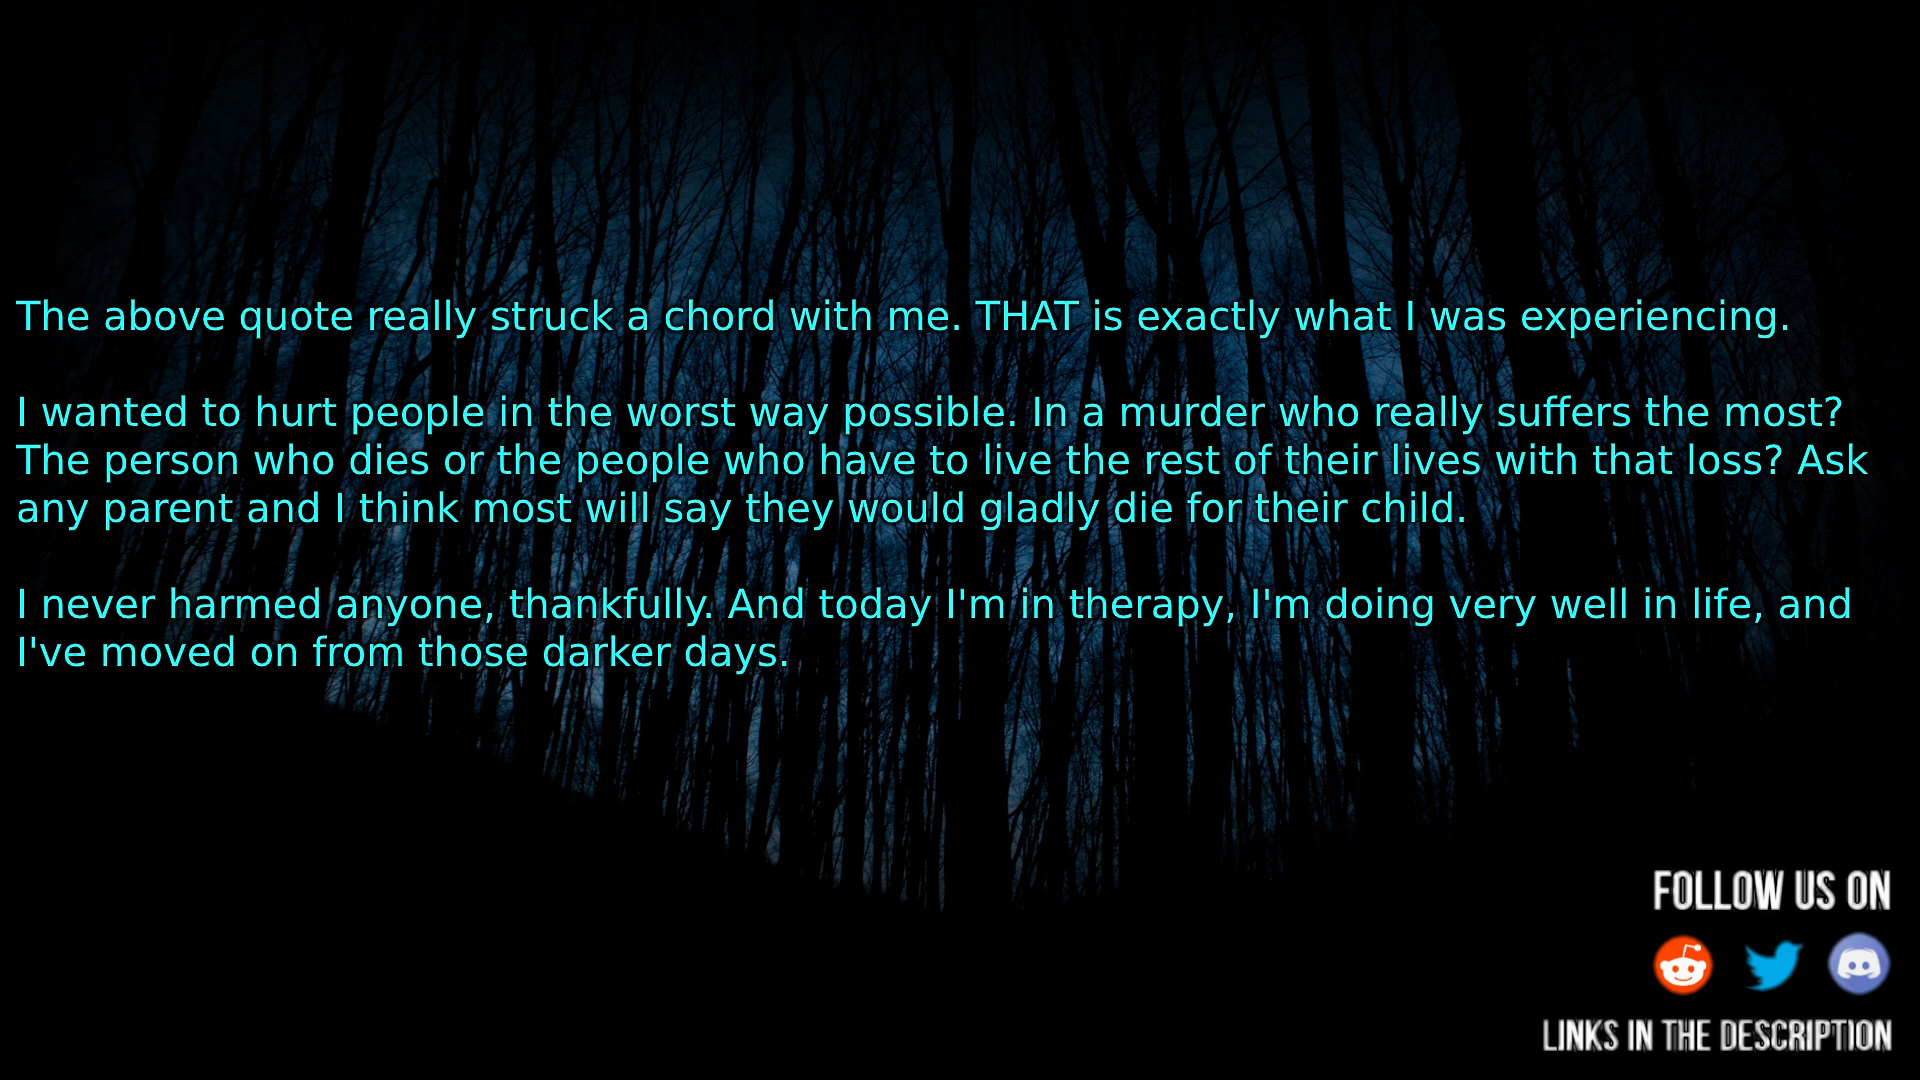 The above quote really struck a chord with me. THAT is exactly what I was experiencing.
I wanted to hurt people in the worst way possible. In a murder who really suffers the most?
The person who dies or the people who have to live the rest of their lives with that loss? Ask
any parent and I think most will say they would gladly die for their child.
I never harmed anyone, thankfully. And today I'm in therapy, I'm doing very well in life, and
I've moved on from those darker days.
FOLLOW US ON
LINKS IN THE DESCRIPTION